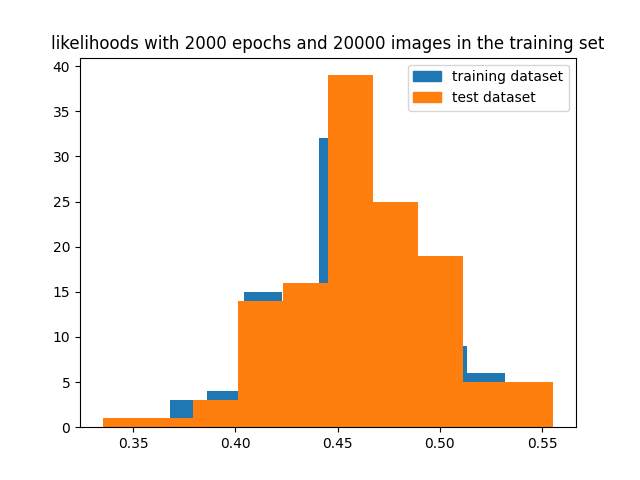 likelihoods with 2000 epochs and 20000 images in the training set
training dataset
test dataset
40
35
30
25
20
15
10
5
0
0.35 0.40 0.45 0.50 0.55